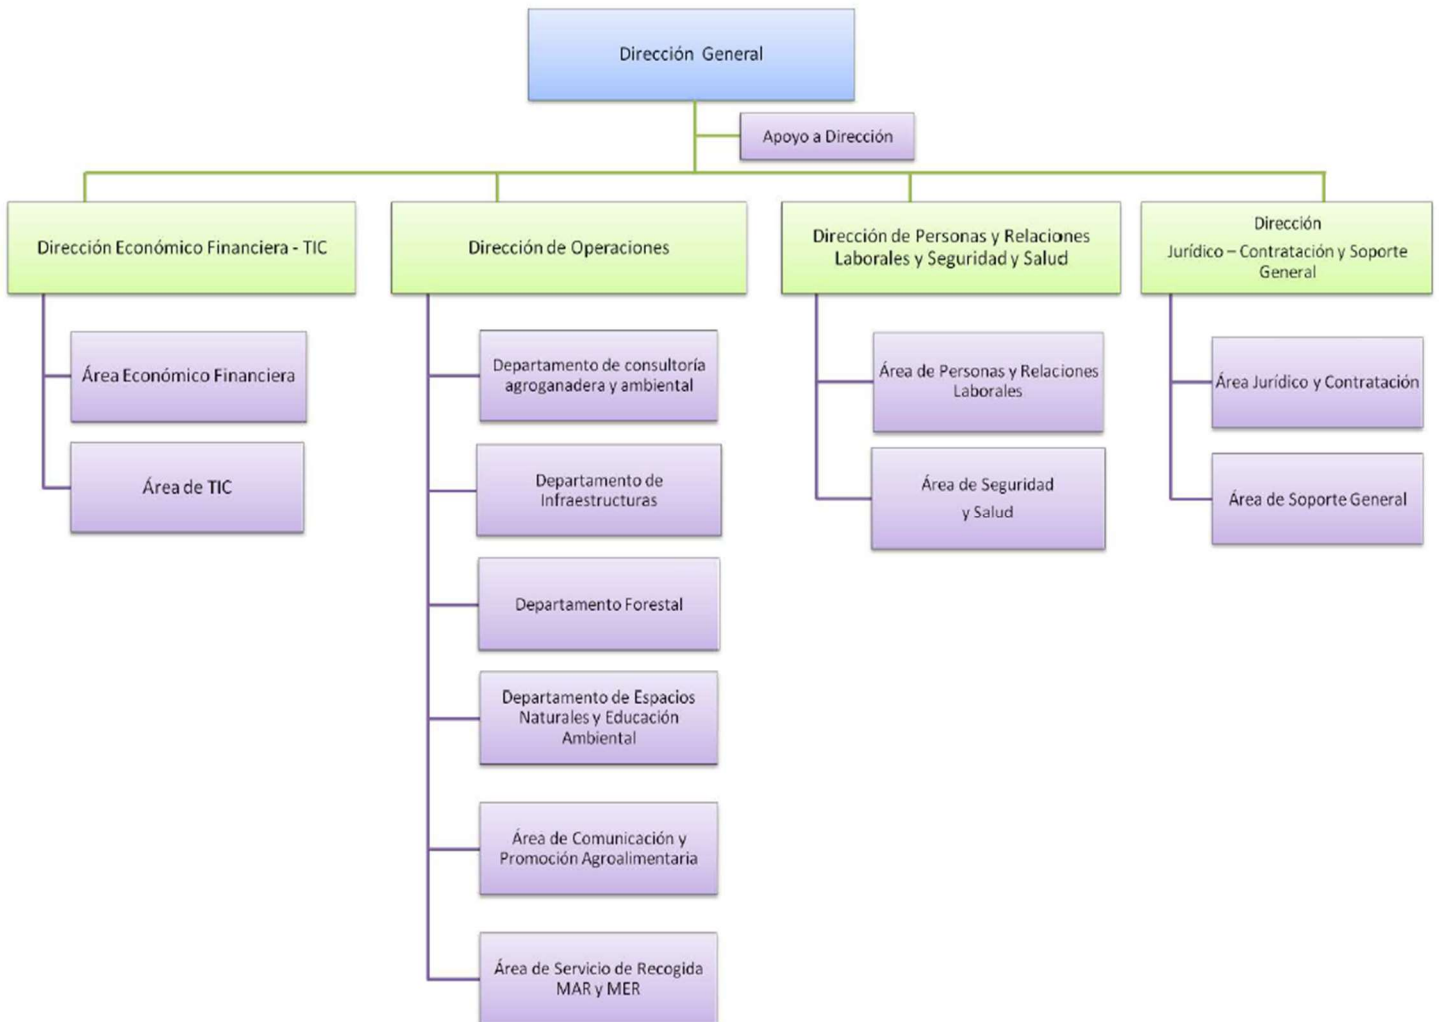 Dirección General
Apoyo a Dirección
Dirección Económico Financiera - TIC
Área Económico Financiera
Área de TIC
Dirección de Operaciones
Departamento de consultoría
agroganadera y ambiental
Departamento de
Infraestructuras
Departamento Forestal
Departamento de Espacios
Naturales y Educación
Ambiental
Área de Comunicación y
Promoción Agroalimentaria
Área de Servicio de Recogida
MAR y MER
Dirección de Personas y Relaciones
Laborales y Seguridad y Salud
Área de Personas y Relaciones
Laborales
Área de Seguridad
y Salud
Dirección
Jurídico – Contratación y Soporte
General
Área Jurídico y Contratación
Área de Soporte General